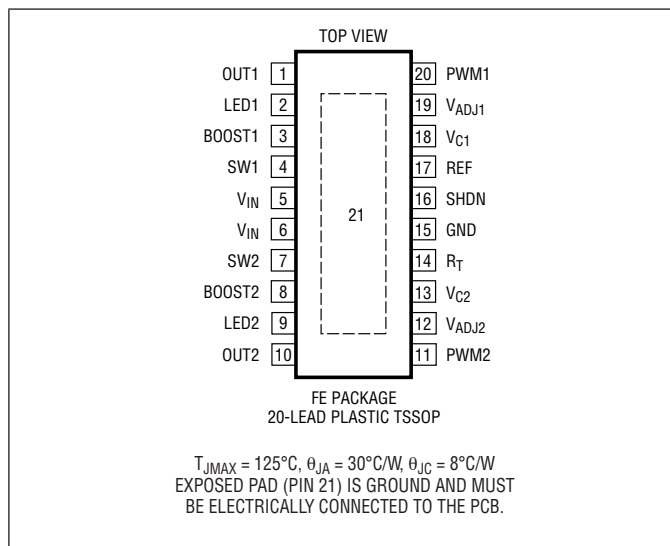 TOP VIEW
OUT1 1
LED1 2
BOOST1 3
SW1 4
VIN 5
VIN 6
SW2 7
BOOST2 8
LED2 9
OUT2 10
21
20 PWM1
19 VADJ1
18 VC1
17 REF
16 SHDN
15 GND
14 RT
13 VC2
12 VADJ2
11 PWM2
FE PACKAGE
20-LEAD PLASTIC TSSOP
TJMAX = 125°C, θJA = 30°C/W, θJC = 8°C/W
EXPOSED PAD (PIN 21) IS GROUND AND MUST
BE ELECTRICALLY CONNECTED TO THE PCB.